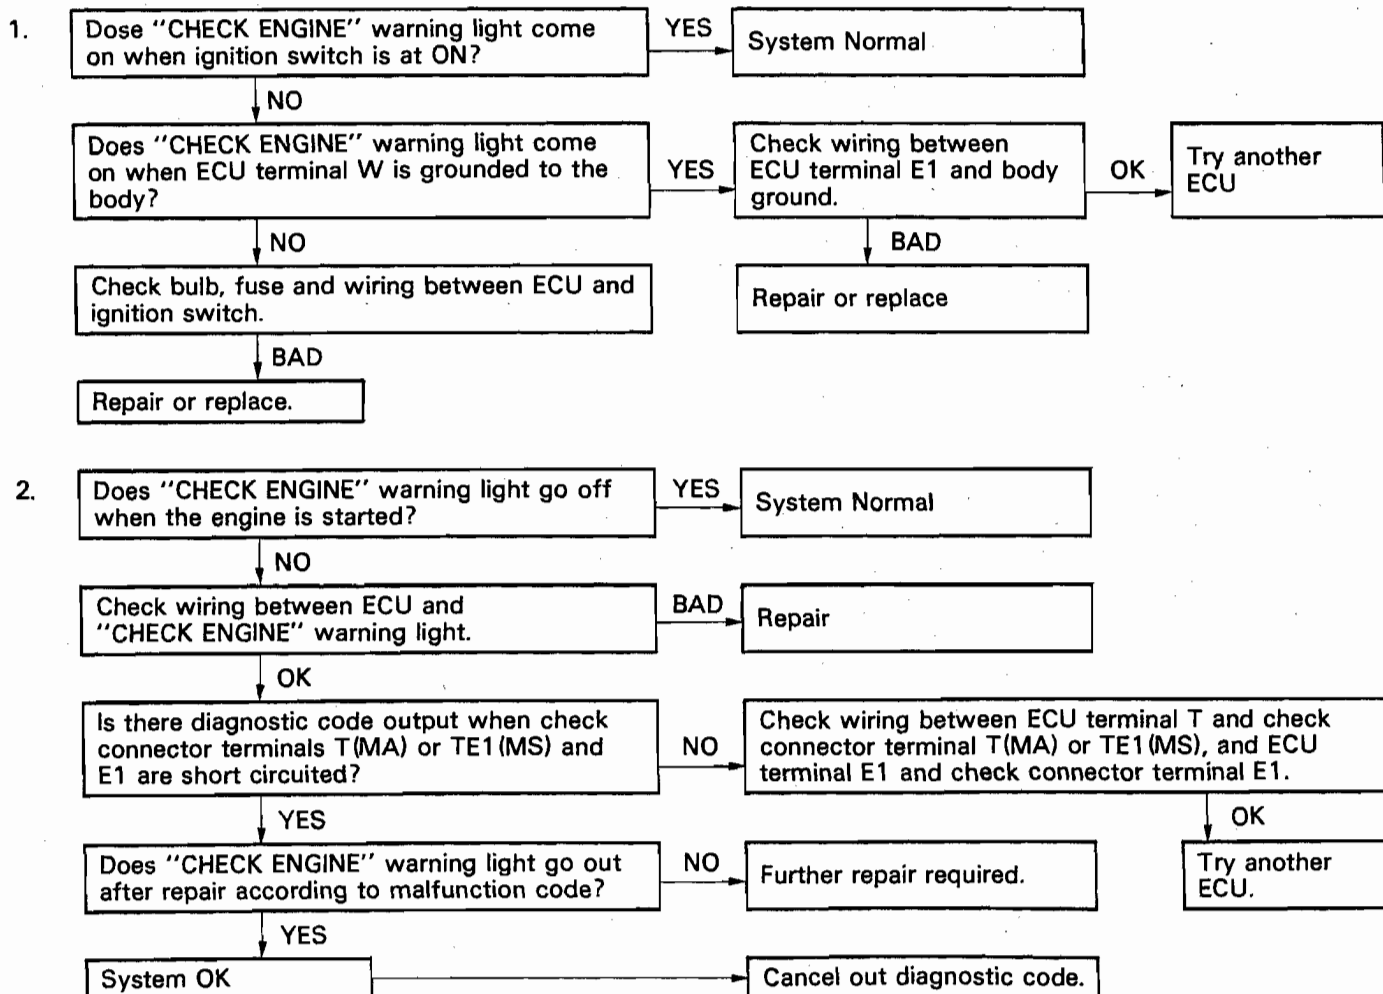 1.
Dose "CHECK ENGINE" warning light come
on when ignition switch is at ON?
YES
System Normal
NO
Does "CHECK ENGINE" warning light come
on when ECU terminal W is grounded to the
body?
YES
Check wiring between
ECU terminal E1 and body
ground.
OK
Try another
ECU
NO
BAD
Check bulb, fuse and wiring between ECU and
ignition switch.
Repair or replace
BAD
Repair or replace.
2.
Does "CHECK ENGINE" warning light go off
when the engine is started?
YES
System Normal
NO
Check wiring between ECU and
"CHECK ENGINE" warning light.
BAD
Repair
OK
Is there diagnostic code output when check
connector terminals T(MA) or TE1(MS) and
E1 are short circuited?
NO
Check wiring between ECU terminal T and check
connector terminal T(MA) or TE1(MS), and ECU
terminal E1 and check connector terminal E1.
YES
OK
Does "CHECK ENGINE" warning light go out
after repair according to malfunction code?
NO
Further repair required.
Try another
ECU.
YES
System OK
Cancel out diagnostic code.